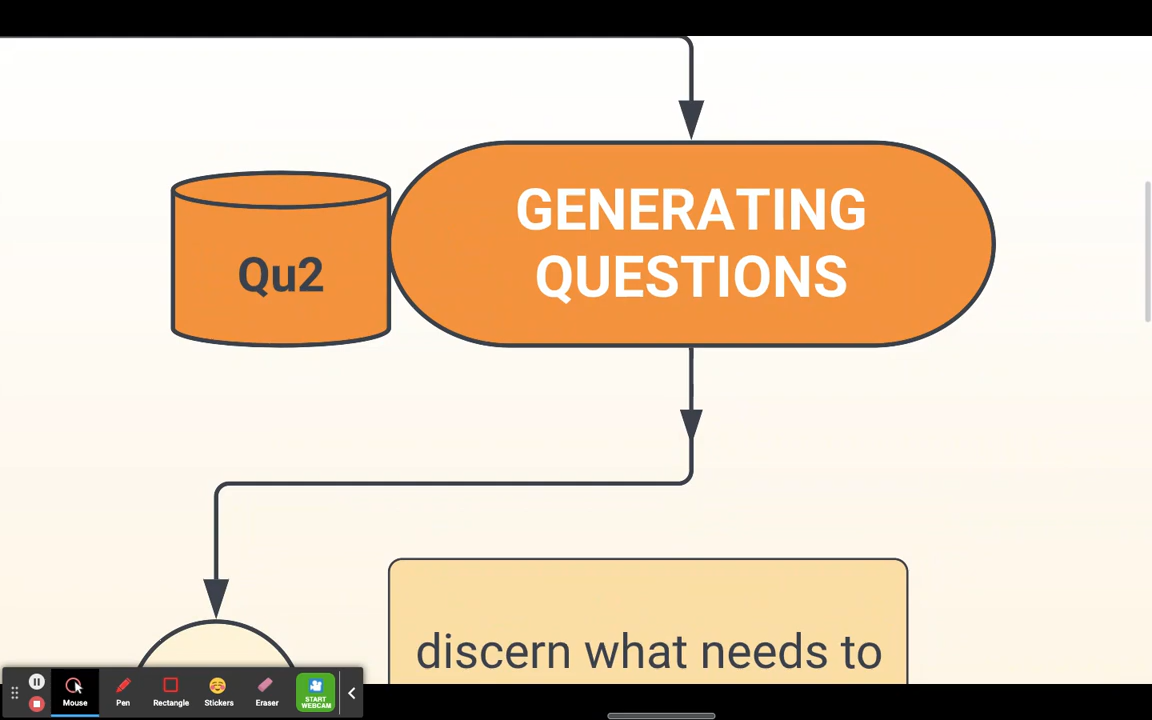 GENERATING
QUESTIONS
Qu2
discern what needs to
Mouse
Pen
Rectangle
Stickers
Eraser
START
WEBCAM